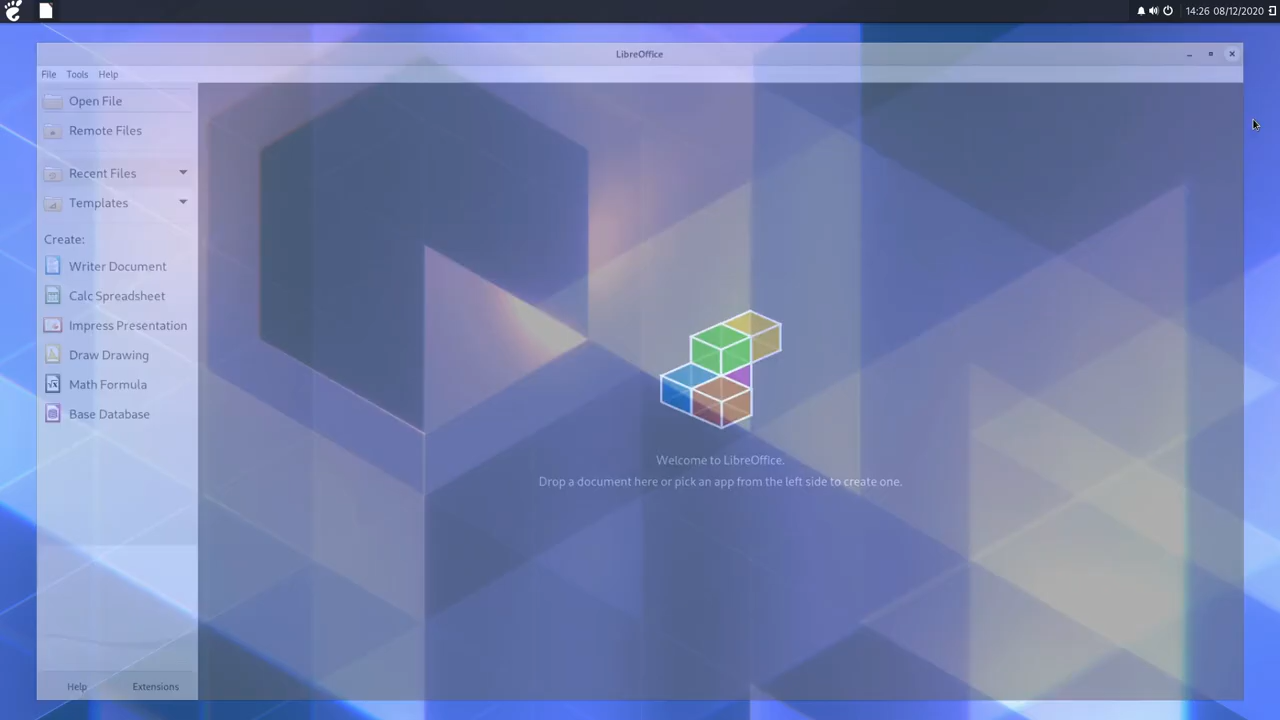 14:26 08/12/2020
LibreOffice
File Tools Help
Open File
Remote Files
Recent Files
Templates
Create:
Writer Document
Calc Spreadsheet
Impress Presentation
Draw Drawing
Math Formula
Base Database
Welcome to LibreOffice.
Drop a document here or pick an app from the left side to create one.
Help Extensions